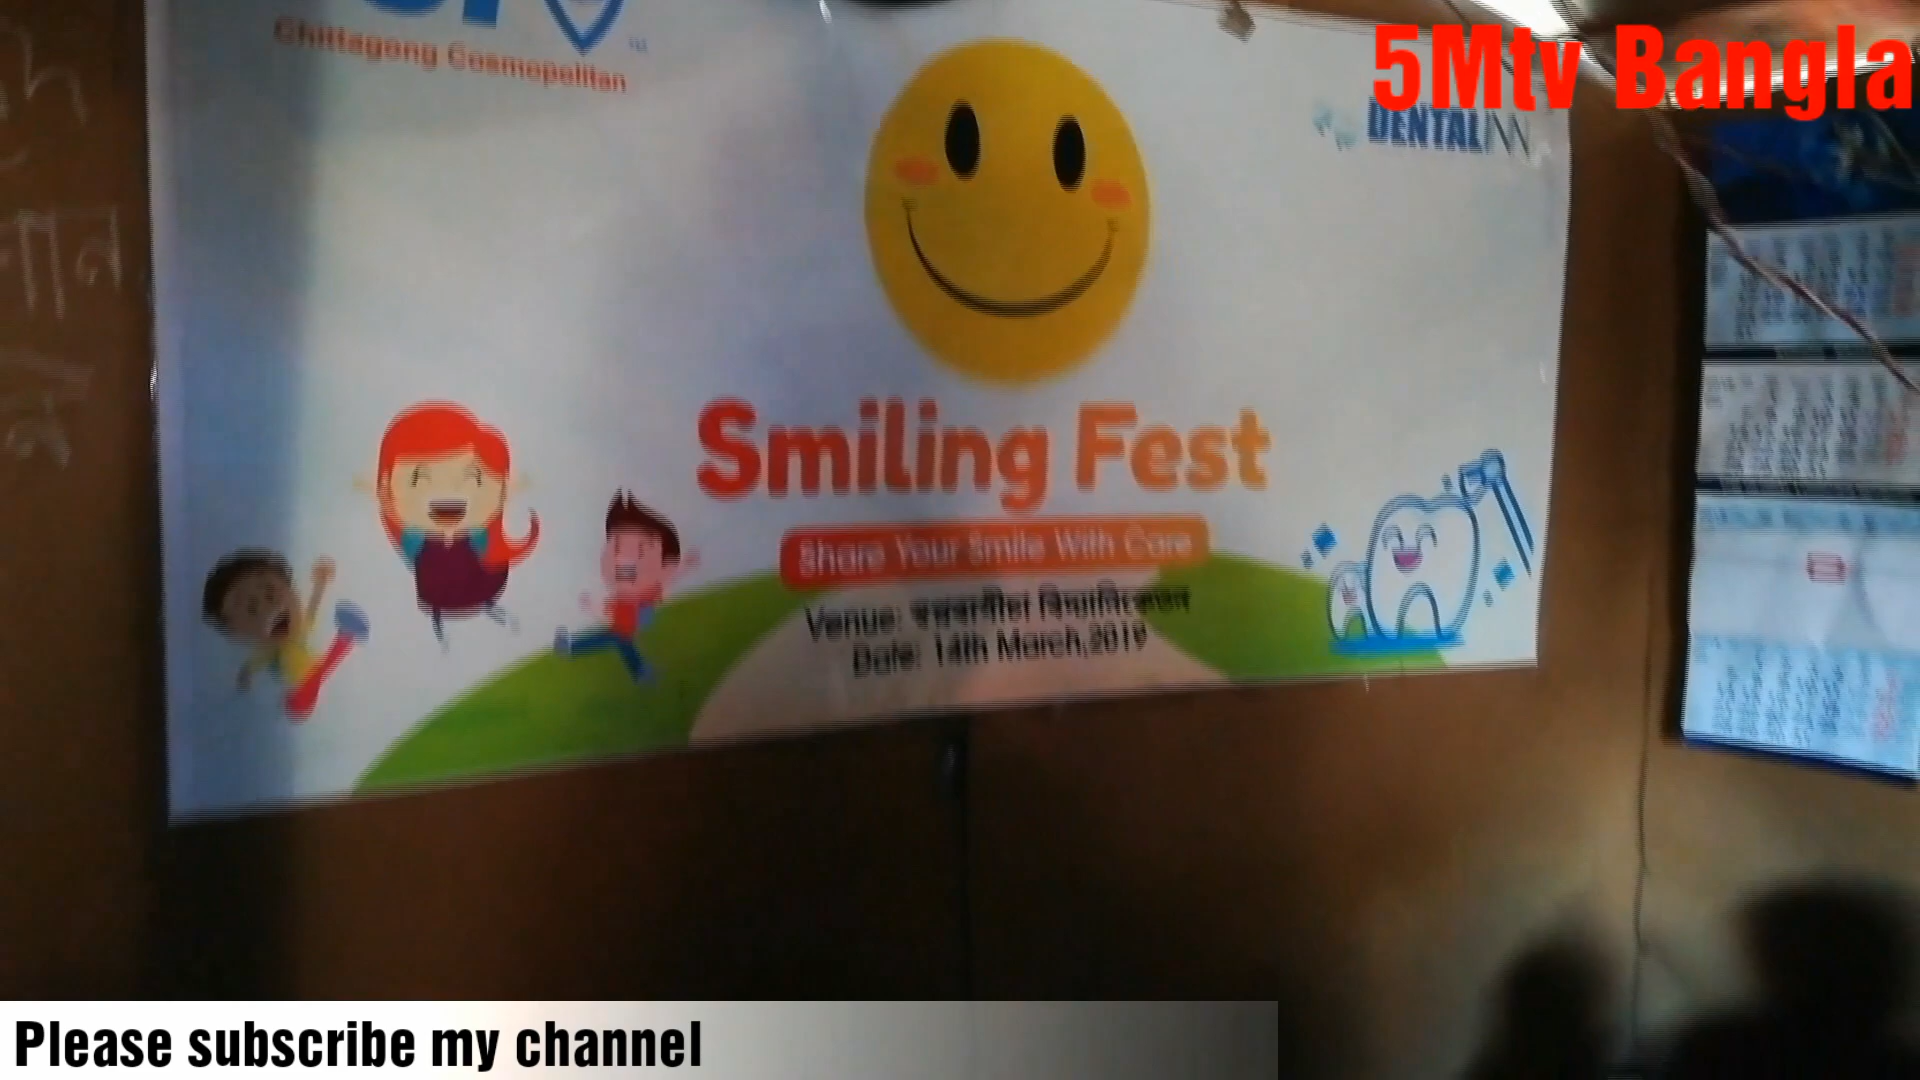 5Mtv Bangla
Chittagong Cosmopolitan
DENTAL INN
Smiling Fest
Share Your Smile With Care
Venue:
Date: 14th March, 2019
Please subscribe my channel